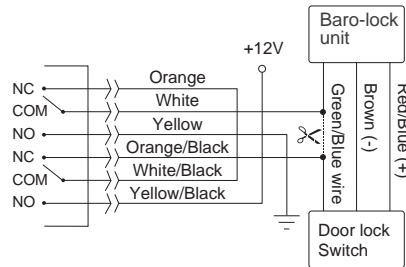 Baro-lock
unit
+12V
NC
Orange
COM
White
NO
Yellow
NC
Orange/Black
COM
White/Black
NO
Yellow/Black
Green/Blue wire
Brown (-)
Red/Blue (+)
Door lock
Switch